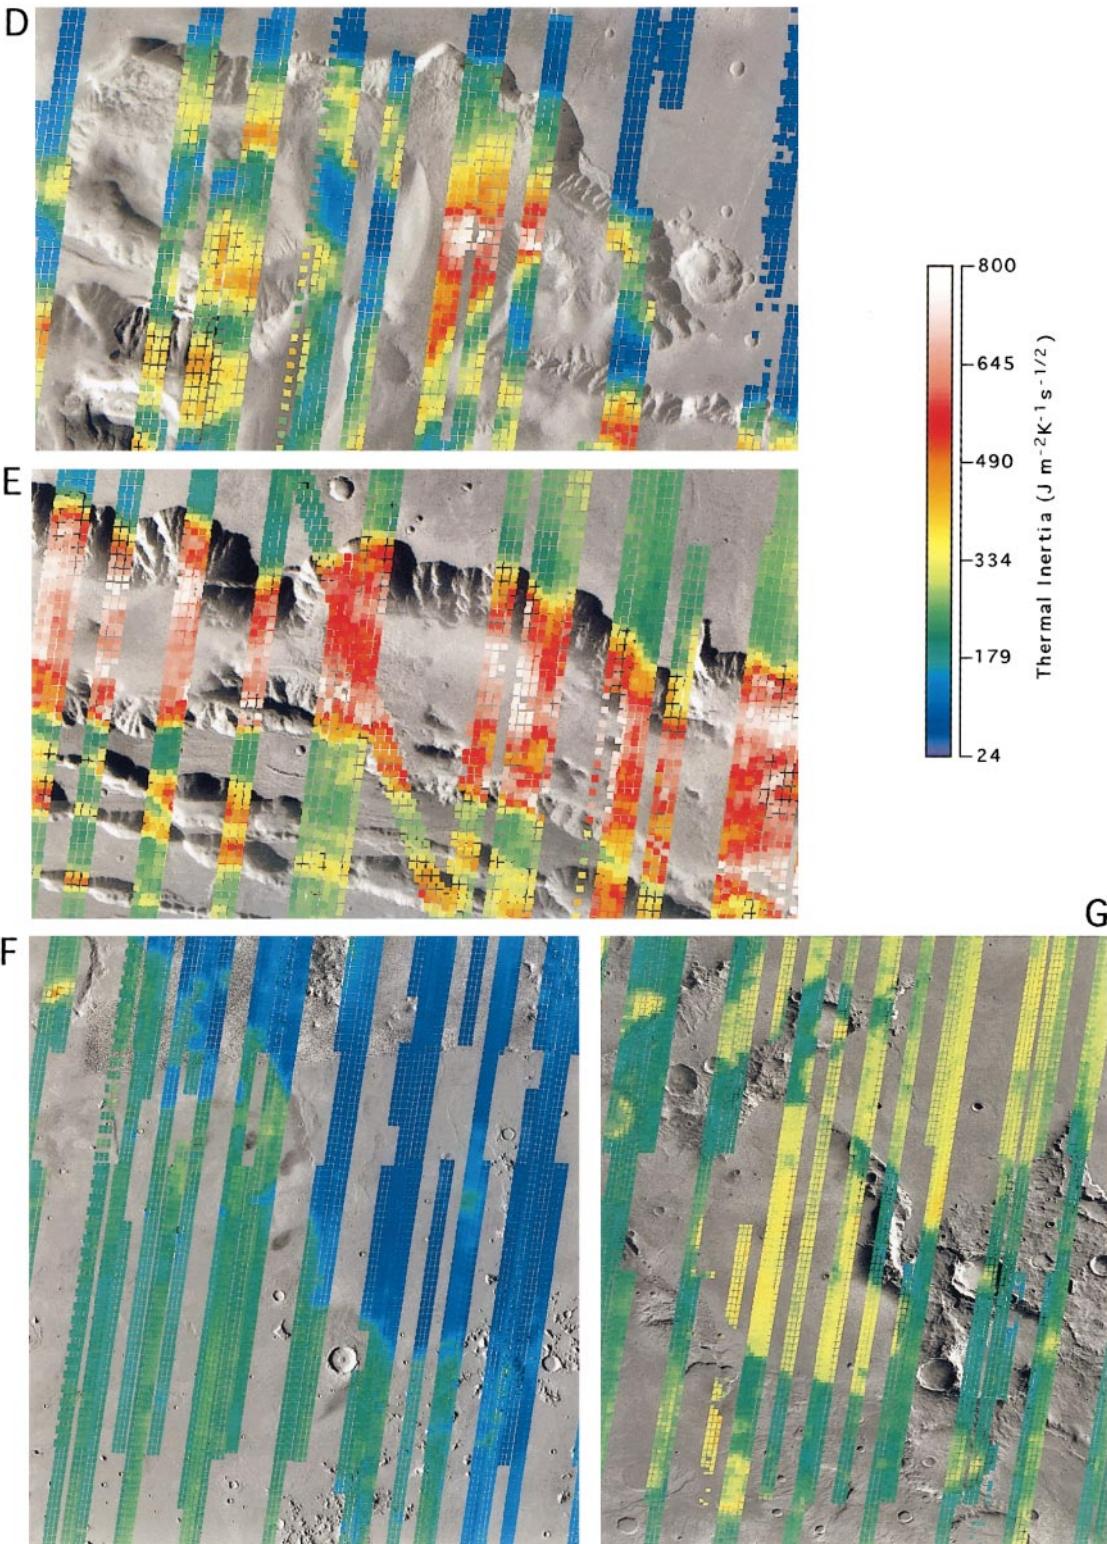 D
800
645
490
334
179
24
Thermal Inertia (J m-2K-1s-1/2)
E
F
G